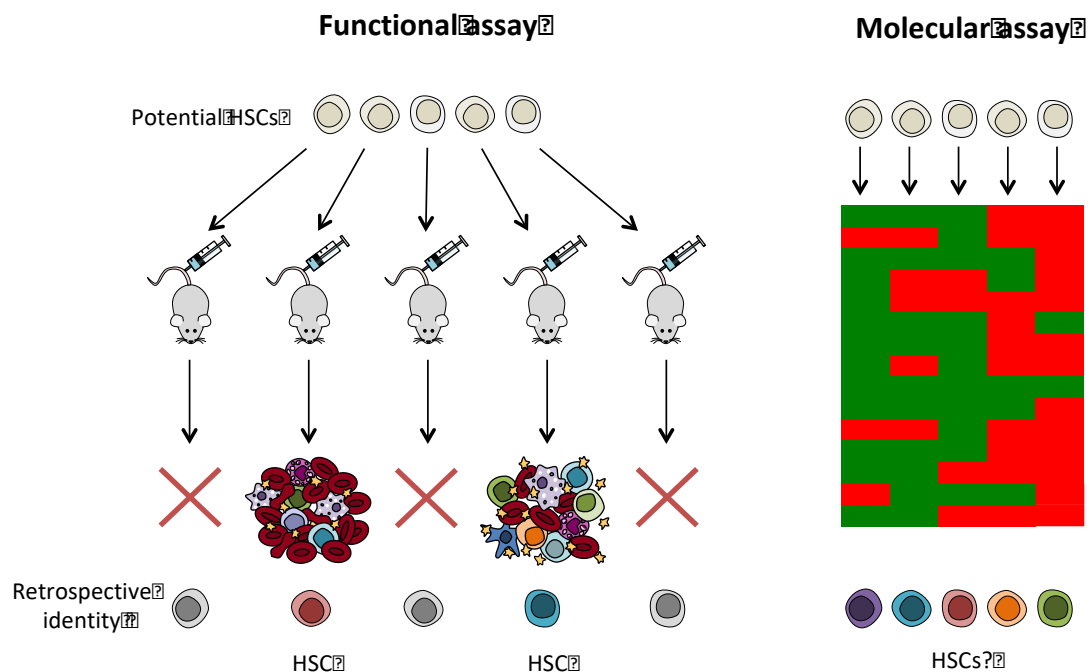 Functional assay
Molecular assay
Potential HSCs
Retrospective
identity
HSC
HSC
HSCs?